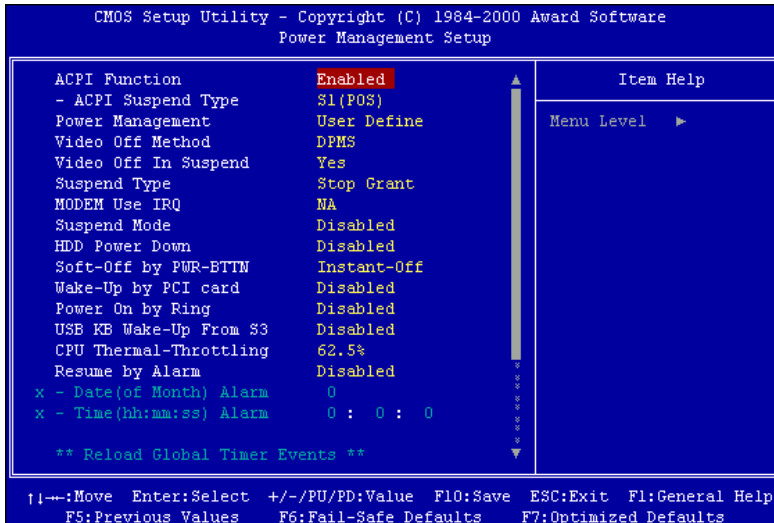 CMOS Setup Utility - Copyright (C) 1984-2000 Award Software
Power Management Setup
ACPI Function Enabled
- ACPI Suspend Type S1(POS)
Power Management User Define
Video Off Method DPMS
Video Off In Suspend Yes
Suspend Type Stop Grant
MODEM Use IRQ NA
Suspend Mode Disabled
HDD Power Down Disabled
Soft-Off by PWR-BTTN Instant-Off
Wake-Up by PCI card Disabled
Power On by Ring Disabled
USB KB Wake-Up From S3 Disabled
CPU Thermal-Throttling 62.5%
Resume by Alarm Disabled
x - Date(of Month) Alarm 0
x - Time(hh:mm:ss) Alarm 0 : 0 : 0
** Reload Global Timer Events **
Item Help
Menu Level ►
↑↓→←:Move Enter:Select +/-/PU/PD:Value F10:Save ESC:Exit F1:General Help
F5:Previous Values F6:Fail-Safe Defaults F7:Optimized Defaults